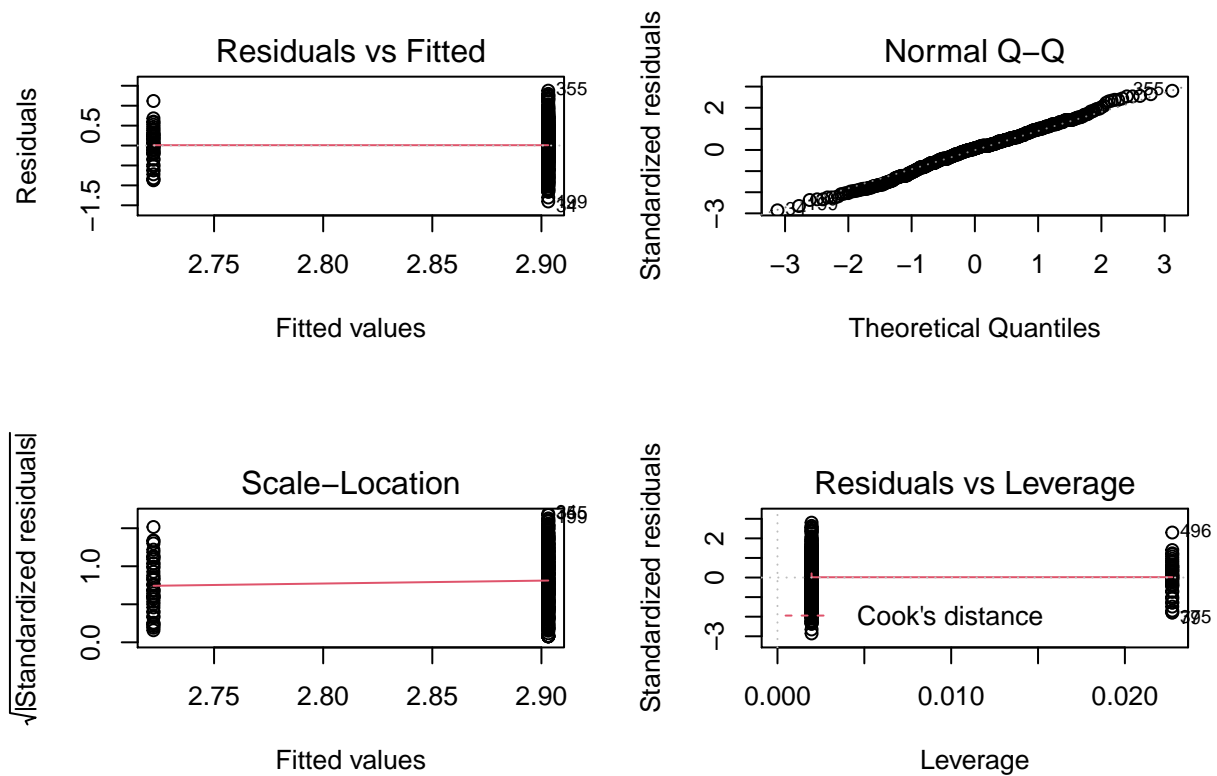 Residuals vs Fitted
Residuals
0.5
−1.5
355
2.75 2.80 2.85 2.90
Fitted values
Normal Q−Q
Standardized residuals
2
0
−3
355
−3 −2 −1 0 1 2 3
Theoretical Quantiles
Scale−Location
√|Standardized residuals|
1.0
0.0
2.75 2.80 2.85 2.90
Fitted values
Residuals vs Leverage
Standardized residuals
2
0
−3
496
Cook's distance
0.000 0.010 0.020
Leverage